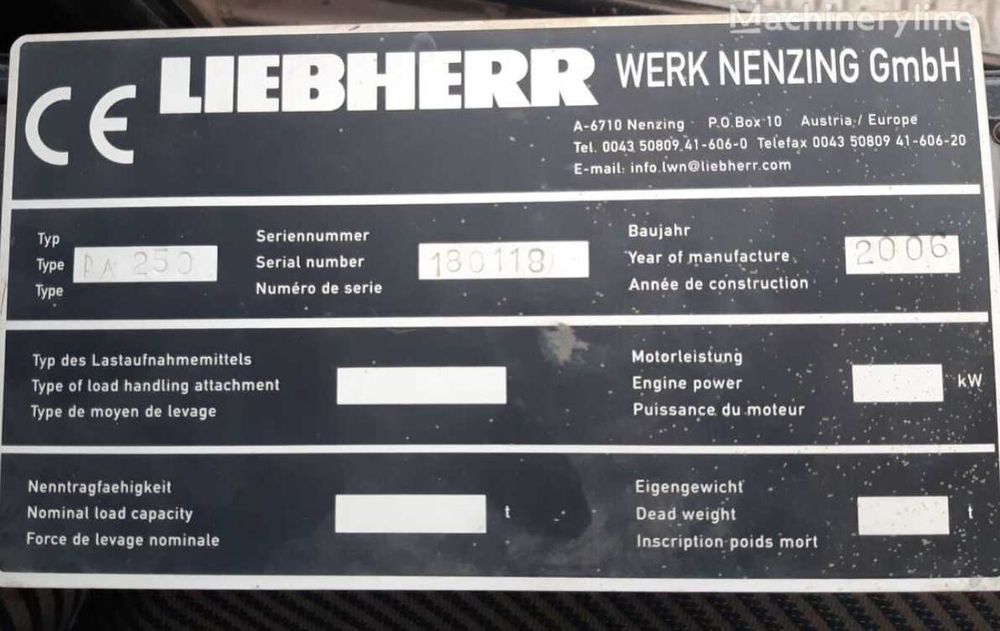 Machineryline
CE
LIEBHERR WERK NENZING GmbH
A-6710 Nenzing P.O.Box 10 Austria / Europe
Tel. 0043 50809 41-606-0 Telefax 0043 50809 41-606-20
E-mail: info.lwn@liebherr.com
Typ
Type
Type
250
Seriennummer
Serial number
Numéro de serie
180118
Baujahr
Year of manufacture
Année de construction
2006
Typ des Lastaufnahmemittels
Type of load handling attachment
Type de moyen de levage
Motorleistung
Engine power
Puissance du moteur
kW
Nenntragfaehigkeit
Nominal load capacity
Force de levage nominale
t
Eigengewicht
Dead weight
Inscription poids mort
t